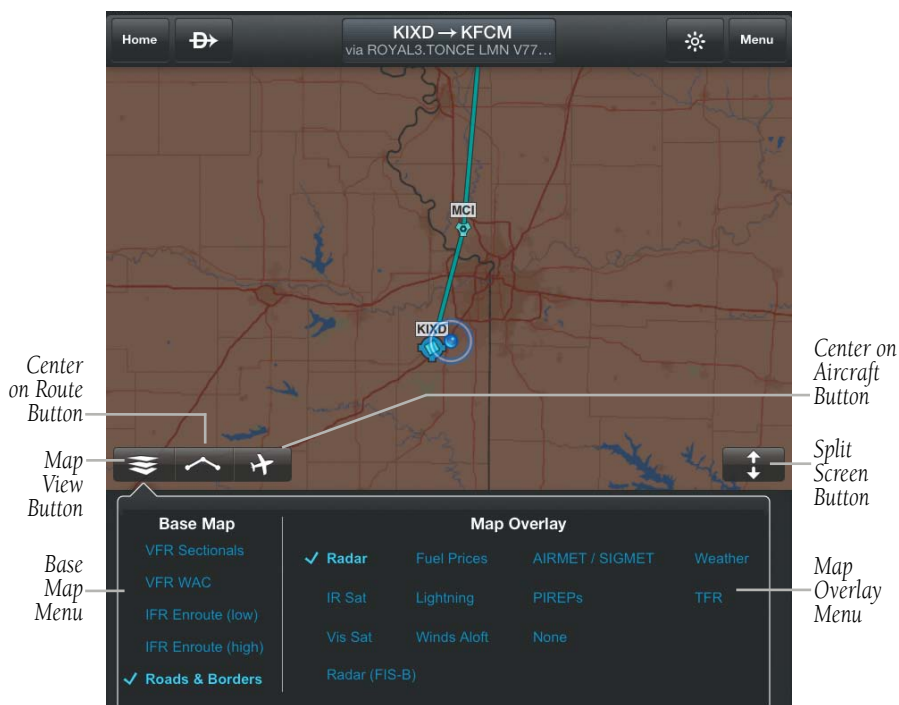 Home
KIXD → KFCM
via ROYAL3.TONCE LMN V77...
Menu
MCI
KIXD
Center
on Route
Button
Center on
Aircraft
Button
Map
View
Button
Split
Screen
Button
Base Map
Map Overlay
VFR Sectionals
VFR WAC
IFR Enroute (low)
IFR Enroute (high)
✓ Roads & Borders
✓ Radar Fuel Prices AIRMET / SIGMET Weather
IR Sat Lightning PIREPs TFR
Vis Sat Winds Aloft None
Radar (FIS-B)
Base
Map
Menu
Map
Overlay
Menu